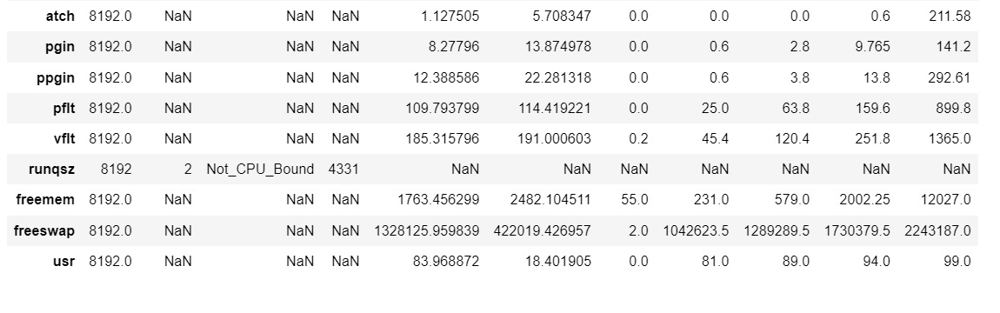 atch 8192.0 NaN NaN NaN 1.127505 5.708347 0.0 0.0 0.0 0.6 211.58
pgin 8192.0 NaN NaN NaN 8.27796 13.874978 0.0 0.6 2.8 9.765 141.2
ppgin 8192.0 NaN NaN NaN 12.388586 22.281318 0.0 0.6 3.8 13.8 292.61
pflt 8192.0 NaN NaN NaN 109.793799 114.419221 0.0 25.0 63.8 159.6 899.8
vflt 8192.0 NaN NaN NaN 185.315796 191.000603 0.2 45.4 120.4 251.8 1365.0
runqsz 8192 2 Not_CPU_Bound 4331 NaN NaN NaN NaN NaN NaN NaN
freemem 8192.0 NaN NaN NaN 1763.456299 2482.104511 55.0 231.0 579.0 2002.25 12027.0
freeswap 8192.0 NaN NaN NaN 1328125.959839 422019.426957 2.0 1042623.5 1289289.5 1730379.5 2243187.0
usr 8192.0 NaN NaN NaN 83.968872 18.401905 0.0 81.0 89.0 94.0 99.0